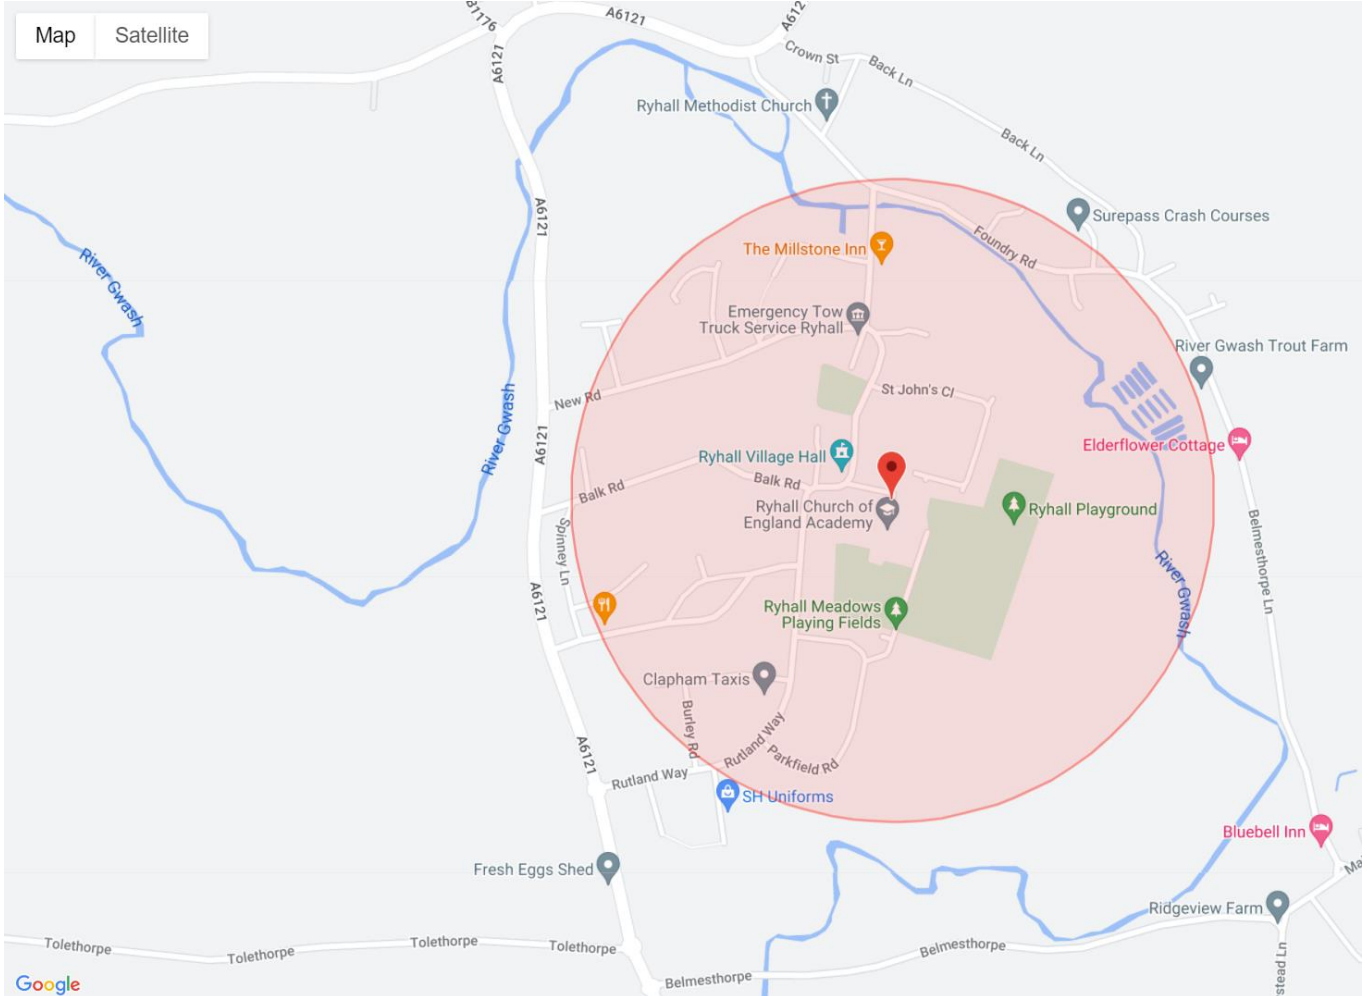 Map
Satellite
B1176
A6121
A612
A6121
Crown St
Back Ln
Ryhall Methodist Church
Back Ln
A6121
Surepass Crash Courses
River Gwash
The Millstone Inn
Foundry Rd
Emergency Tow
Truck Service Ryhall
River Gwash Trout Farm
New Rd
St John's Cl
River Gwash
A6121
Elderflower Cottage
Ryhall Village Hall
Balk Rd
Balk Rd
Ryhall Church of
England Academy
Ryhall Playground
Spinney Ln
Belmesthorpe Ln
River Gwash
A6121
Ryhall Meadows
Playing Fields
Clapham Taxis
Burley Rd
Rutland Way
Parkfield Rd
A6121
Rutland Way
SH Uniforms
Bluebell Inn
Fresh Eggs Shed
Ma
Ridgeview Farm
Tolethorpe
Tolethorpe
Tolethorpe
Tolethorpe
Belmesthorpe
Belmesthorpe
stead Ln
Google